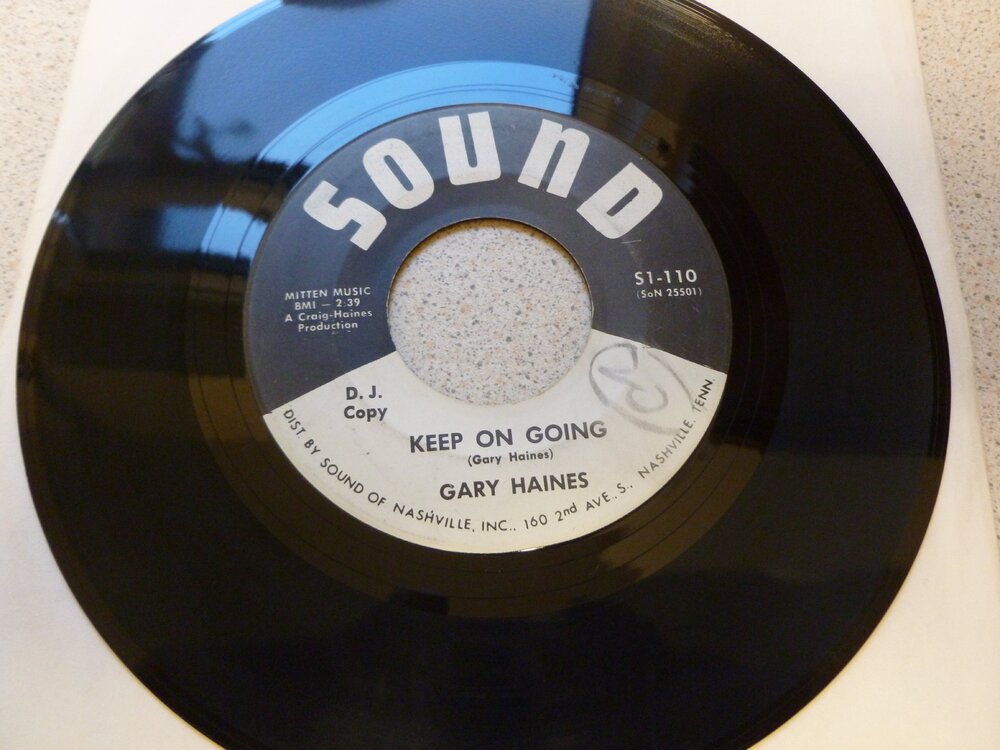 SOUND
MITTEN MUSIC
BMI — 2:39
A Craig-Haines
Production
S1-110
(SoN 25501)
D. J.
Copy
KEEP ON GOING
(Gary Haines)
GARY HAINES
DIST. BY SOUND OF NASHVILLE, INC., 160 2nd AVE., S., NASHVILLE, TENN.